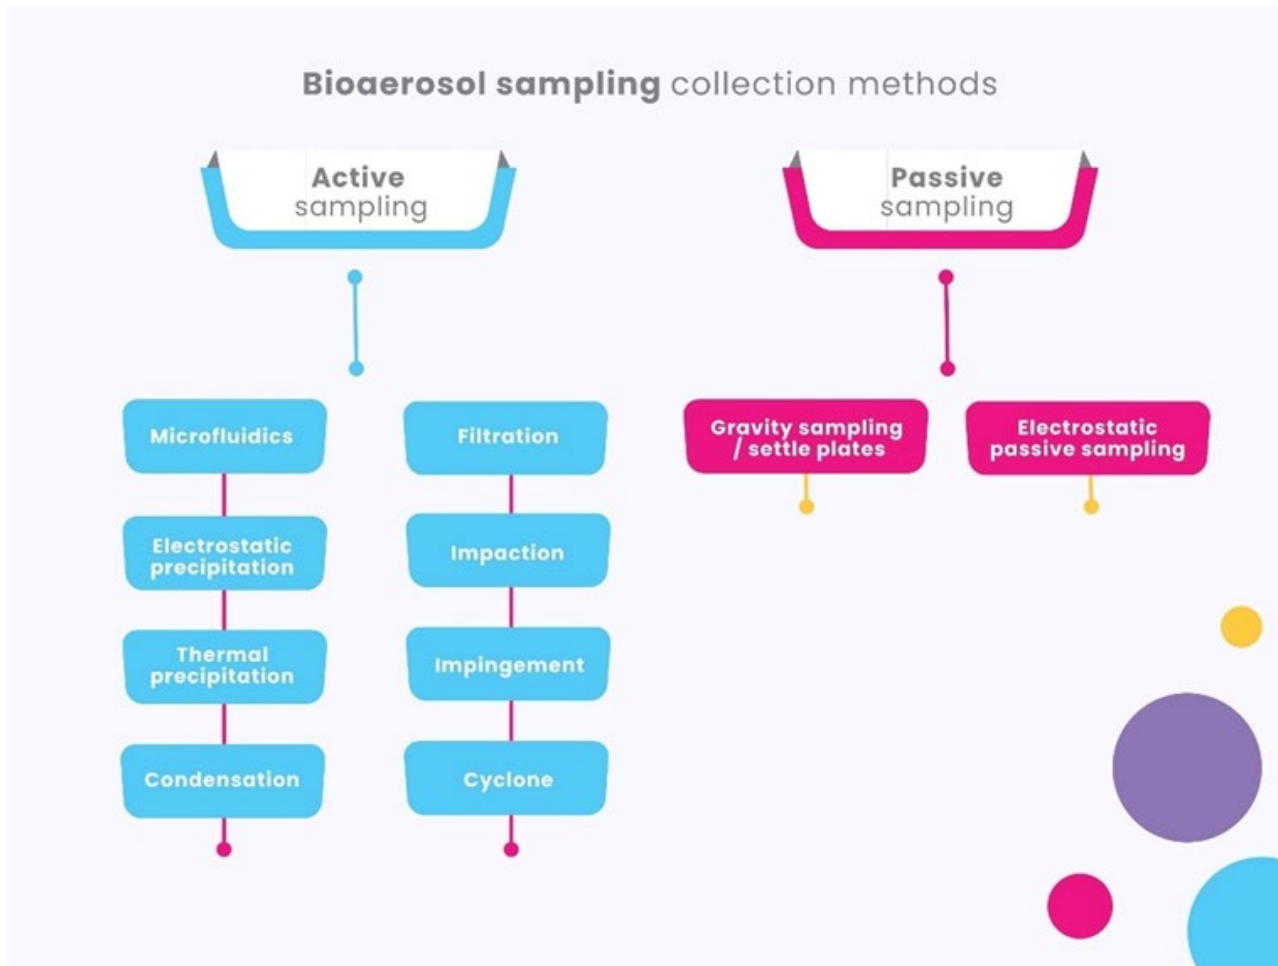 Bioaerosol sampling collection methods
Active
sampling
Passive
sampling
Microfluidics
Electrostatic
precipitation
Thermal
precipitation
Condensation
Filtration
Impaction
Impingement
Cyclone
Gravity sampling
/ settle plates
Electrostatic
passive sampling